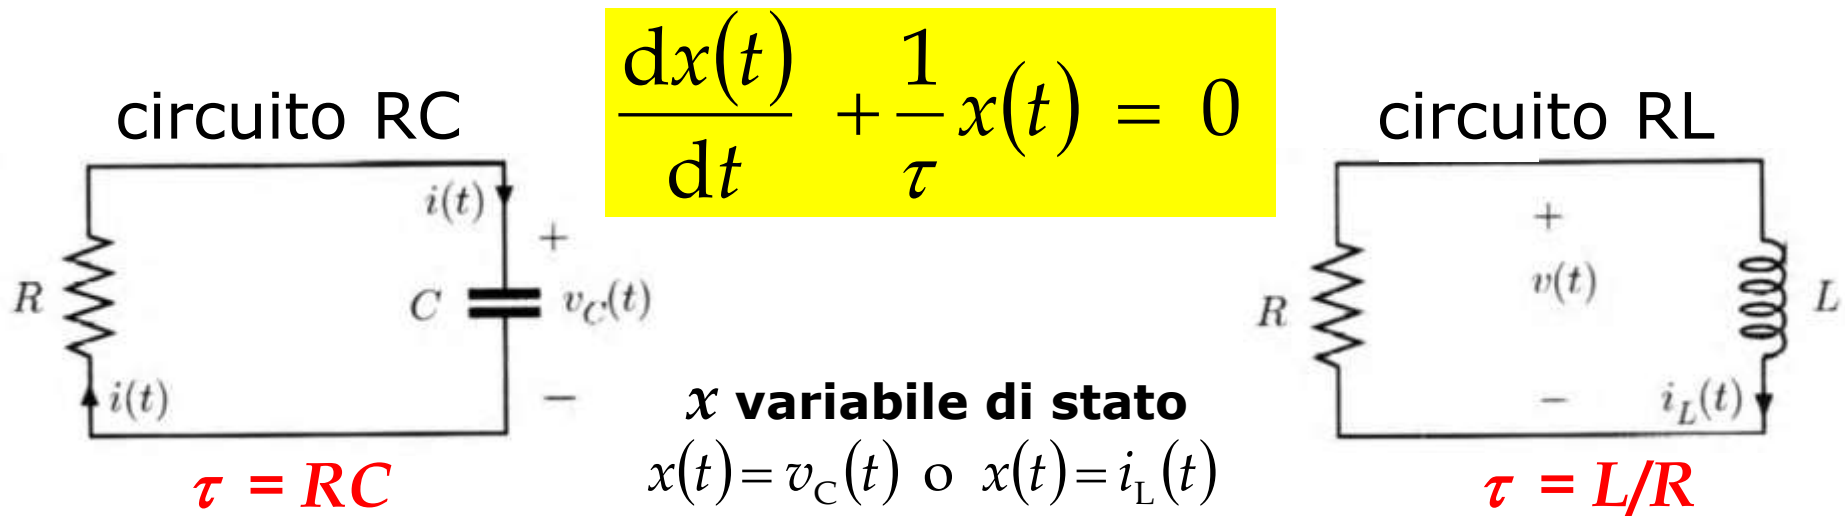 circuito RC
dx(t)/dt + 1/τ x(t) = 0
circuito RL
i(t)
+
R
C
v_C(t)
i(t)
−
+
R
v(t)
L
−
i_L(t)
x variabile di stato
x(t) = v_C(t) o x(t) = i_L(t)
τ = RC
τ = L/R